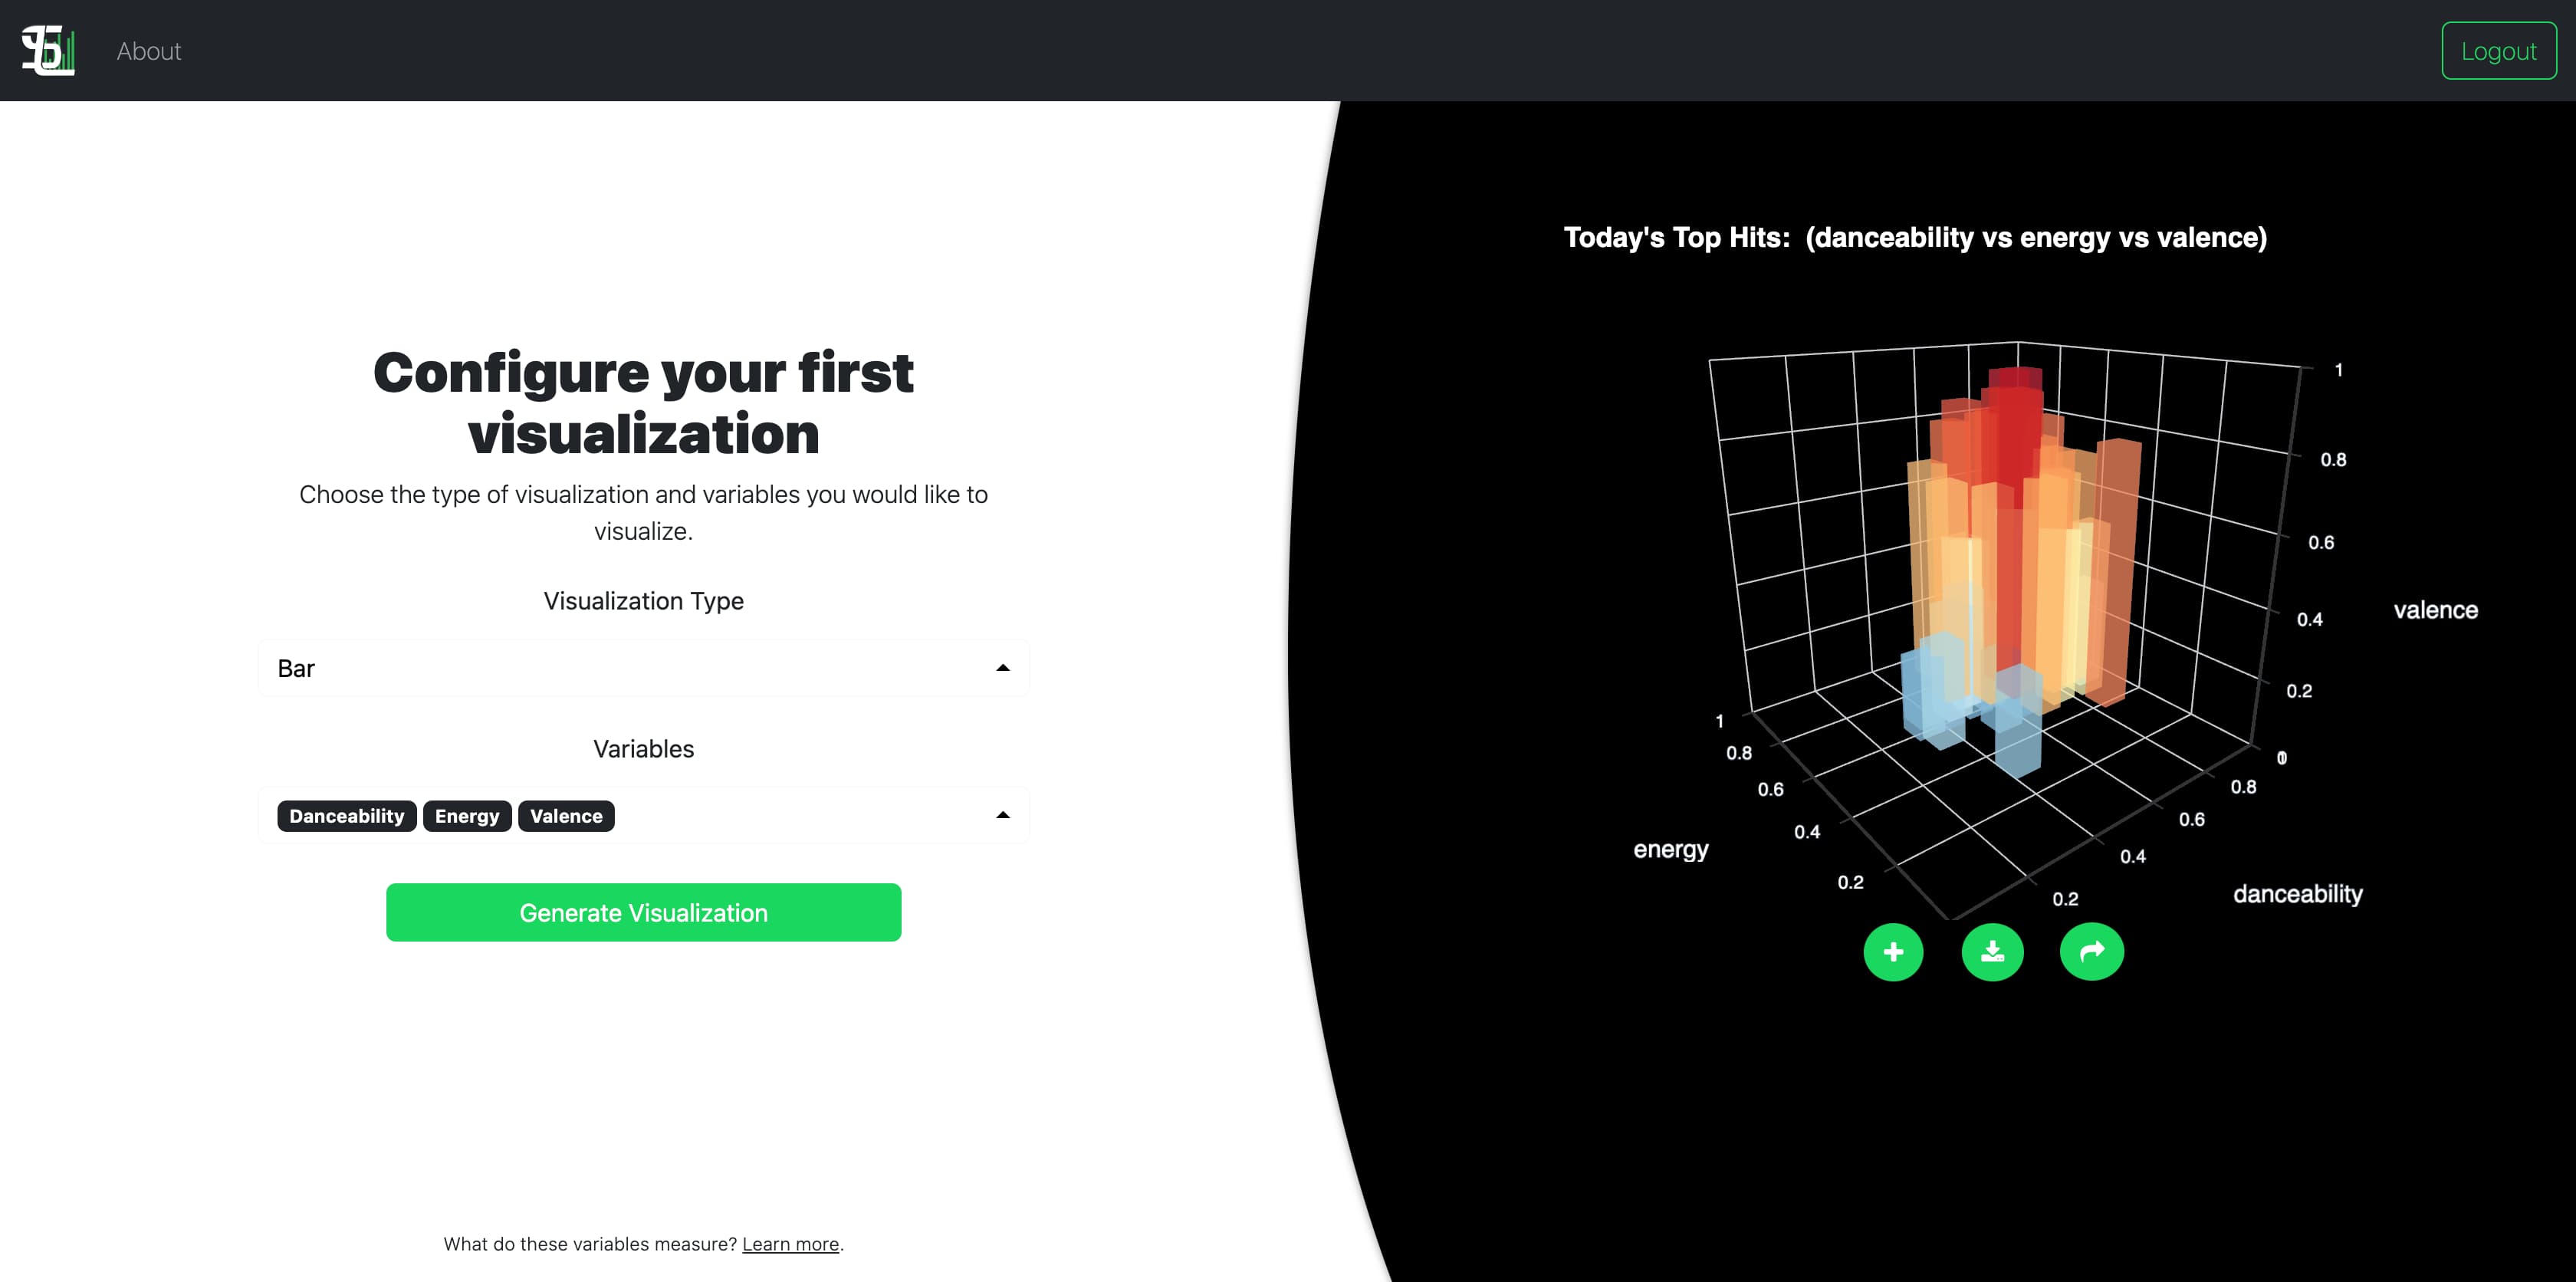 About
Logout
Configure your first
visualization
Choose the type of visualization and variables you would like to
visualize.
Visualization Type
Bar
Variables
Danceability Energy Valence
Generate Visualization
What do these variables measure? Learn more.
Today's Top Hits: (danceability vs energy vs valence)
1
0.8
0.6
0.4
0.2
valence
1
0.8
0.6
0.4
0.2
energy
0.8
0.6
0.4
0.2
danceability